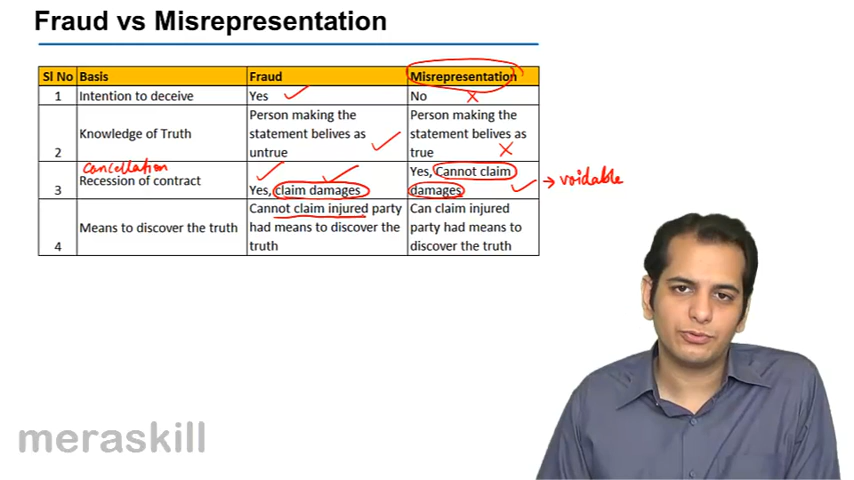 Fraud vs Misrepresentation
Sl No Basis Fraud Misrepresentation
1 Intention to deceive Yes No
2 Knowledge of Truth Person making the statement belives as untrue Person making the statement belives as true
cancellation
3 Recession of contract Yes, claim damages Yes, Cannot claim damages → voidable
4 Means to discover the truth Cannot claim injured party had means to discover the truth Can claim injured party had means to discover the truth
meraskill